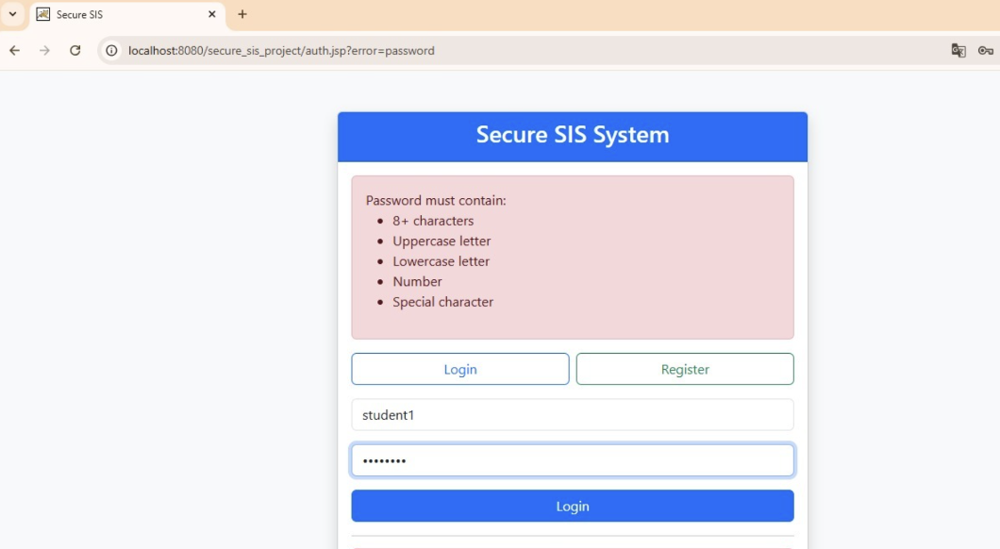 Secure SIS
localhost:8080/secure_sis_project/auth.jsp?error=password
Secure SIS System
Password must contain:
• 8+ characters
• Uppercase letter
• Lowercase letter
• Number
• Special character
Login
Register
student1
••••••••
Login